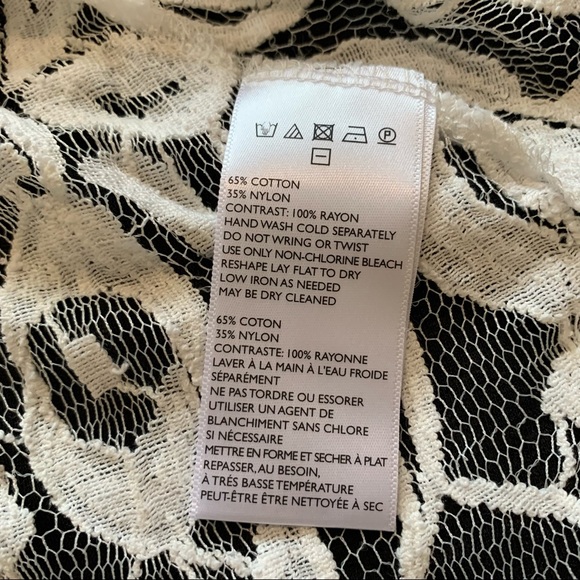 P
65% COTTON
35% NYLON
CONTRAST: 100% RAYON
HAND WASH COLD SEPARATELY
DO NOT WRING OR TWIST
USE ONLY NON-CHLORINE BLEACH
RESHAPE LAY FLAT TO DRY
LOW IRON AS NEEDED
MAY BE DRY CLEANED
65% COTON
35% NYLON
CONTRASTE: 100% RAYONNE
LAVER À LA MAIN À L'EAU FROIDE
SÉPARÉMENT
NE PAS TORDRE OU ESSORER
UTILISER UN AGENT DE
BLANCHIMENT SANS CHLORE
SI NÉCESSAIRE
METTRE EN FORME ET SÉCHER À PLAT
REPASSER, AU BESOIN,
À TRÉS BASSE TEMPÉRATURE
PEUT-ÊTRE ÊTRE NETTOYÉE À SEC